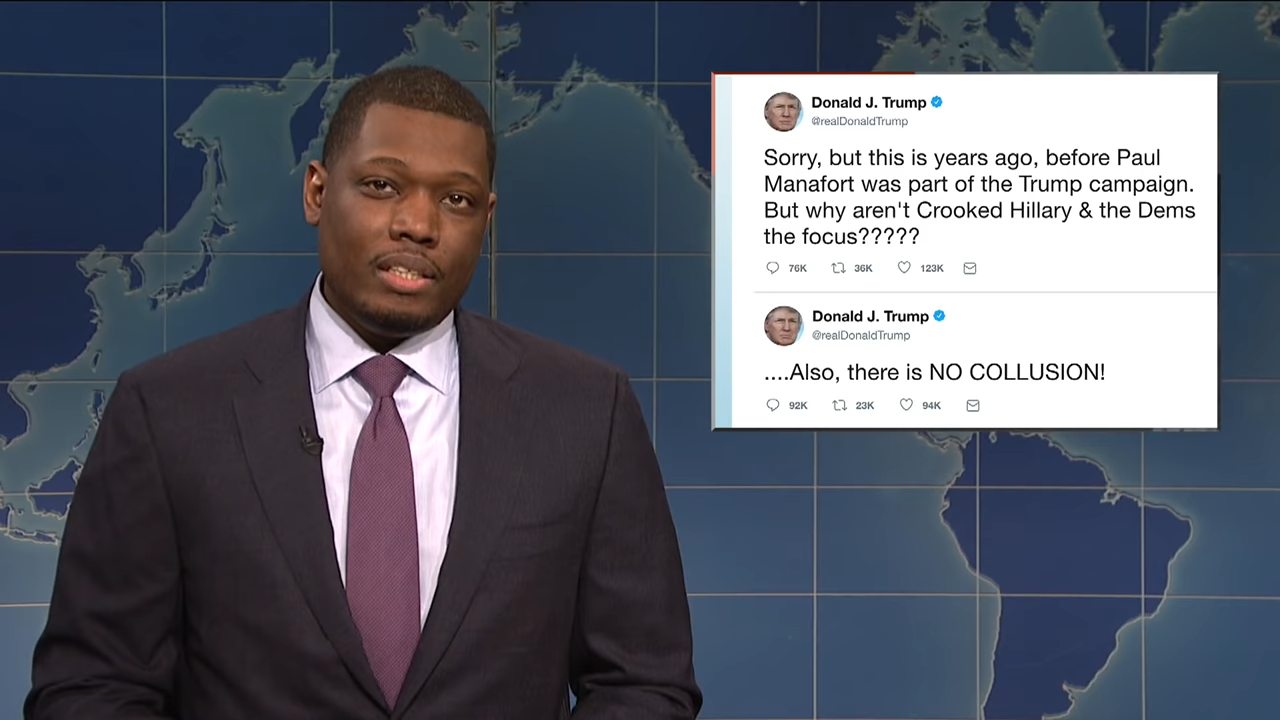 Donald J. Trump
@realDonaldTrump
Sorry, but this is years ago, before Paul
Manafort was part of the Trump campaign.
But why aren't Crooked Hillary & the Dems
the focus?????
76K 36K 123K
Donald J. Trump
@realDonaldTrump
....Also, there is NO COLLUSION!
92K 23K 94K